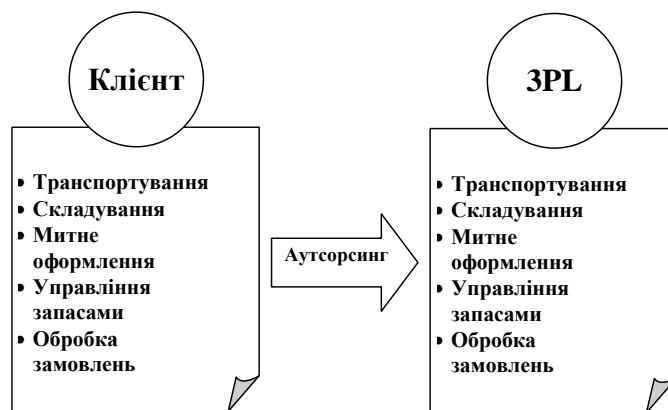 Клієнт
• Транспортування
• Складування
• Митне
оформлення
• Управління
запасами
• Обробка
замовлень
Аутсорсинг
3PL
• Транспортування
• Складування
• Митне
оформлення
• Управління
запасами
• Обробка
замовлень